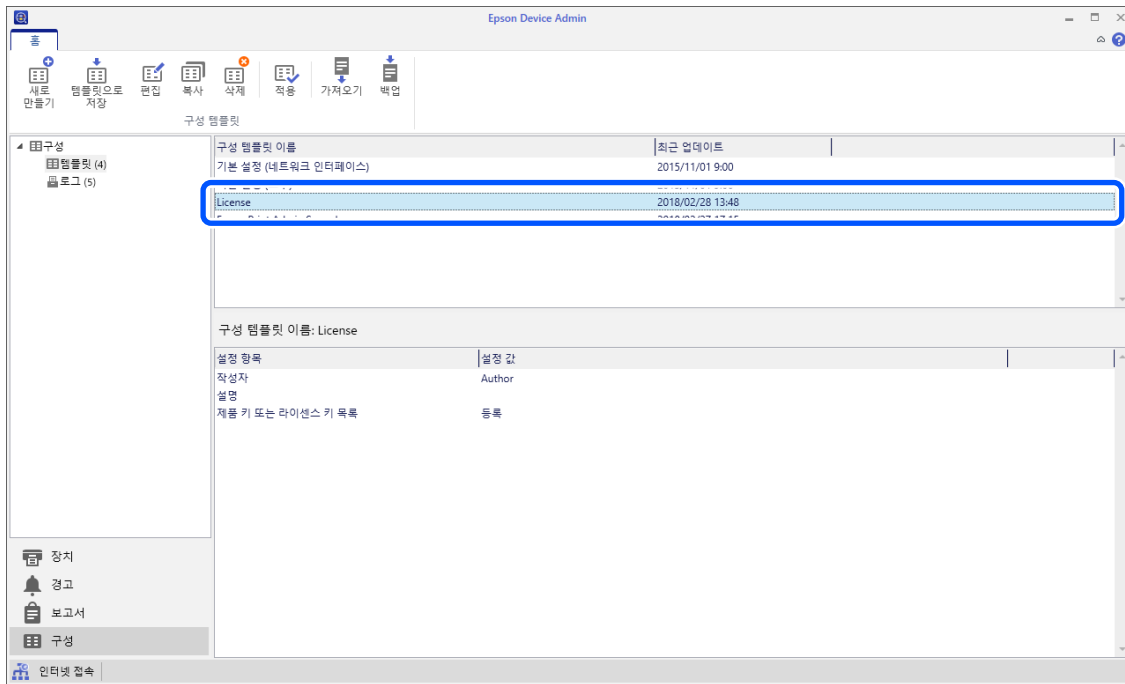 Epson Device Admin
홈
새로 만들기
템플릿으로 저장
편집
복사
삭제
적용
가져오기
백업
구성 템플릿
구성
템플릿 (4)
로그 (5)
구성 템플릿 이름 최근 업데이트
기본 설정 (네트워크 인터페이스) 2015/11/01 9:00
License 2018/02/28 13:48
구성 템플릿 이름: License
설정 항목 설정 값
작성자 Author
설명
제품 키 또는 라이센스 키 목록 등록
장치
경고
보고서
구성
인터넷 접속